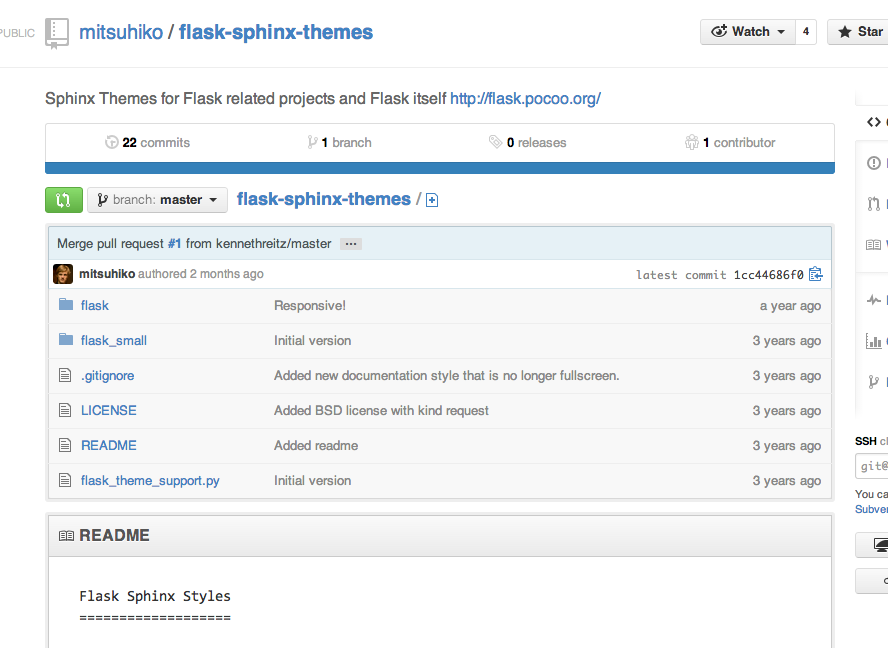 PUBLIC mitsuhiko / flask-sphinx-themes Watch 4 Star
Sphinx Themes for Flask related projects and Flask itself http://flask.pocoo.org/
22 commits 1 branch 0 releases 1 contributor
branch: master flask-sphinx-themes /
Merge pull request #1 from kennethreitz/master ...
mitsuhiko authored 2 months ago latest commit 1cc44686f0
flask Responsive! a year ago
flask_small Initial version 3 years ago
.gitignore Added new documentation style that is no longer fullscreen. 3 years ago
LICENSE Added BSD license with kind request 3 years ago
README Added readme 3 years ago
flask_theme_support.py Initial version 3 years ago
SSH cl
git@
You ca
Subver
README
Flask Sphinx Styles
===================